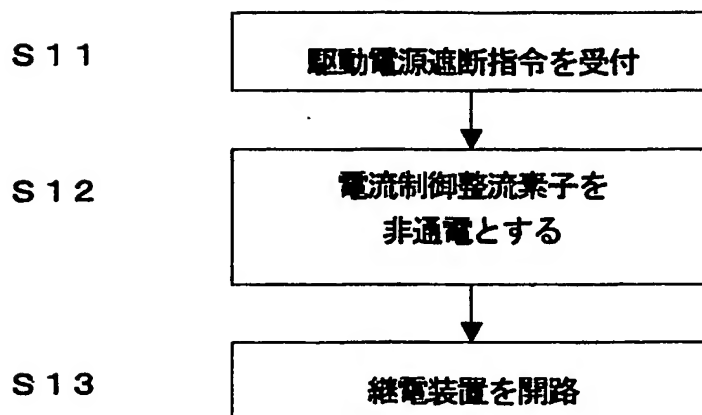 S11
駆動電源遮断指令を受付
S12
電流制御整流素子を
非通電とする
S13
継電装置を開路